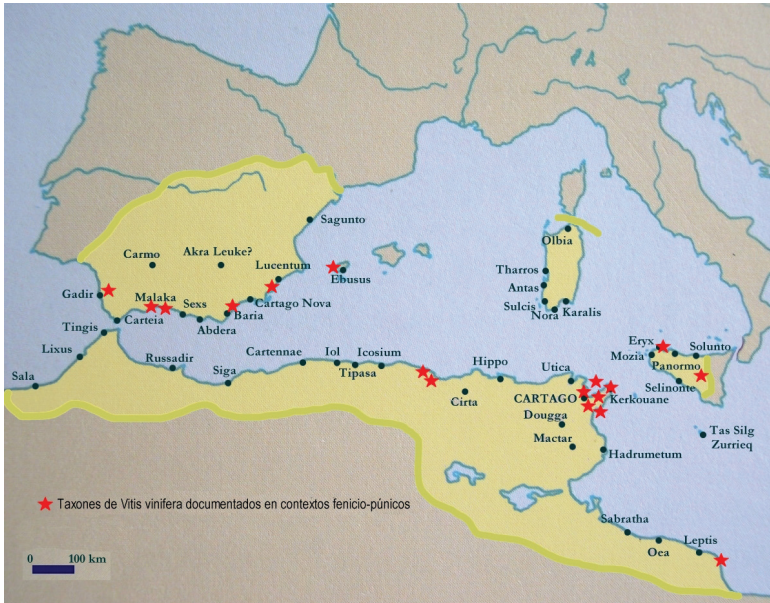 Sagunto
Carmo
Akra Leuke?
Lucentum
Ebusus
Olbia
Tharros
Antas
Sulcis
Nora
Karalis
Gadir
Malaka
Sexs
Cartago Nova
Baria
Carteia
Abdera
Tingis
Lixus
Russadir
Siga
Cartennae
Iol
Tipasa
Icosium
Hippo
Utica
Eryx
Solunto
Mozia
Panormo
Selinonte
Sala
Cirta
CARTAGO
Kerkouane
Dougga
Mactar
Hadrumetum
Tas Silg
Zurrieq
Taxones de Vitis vinifera documentados en contextos fenicio-púnicos
Sabratha
Oea
Leptis
0 100 km